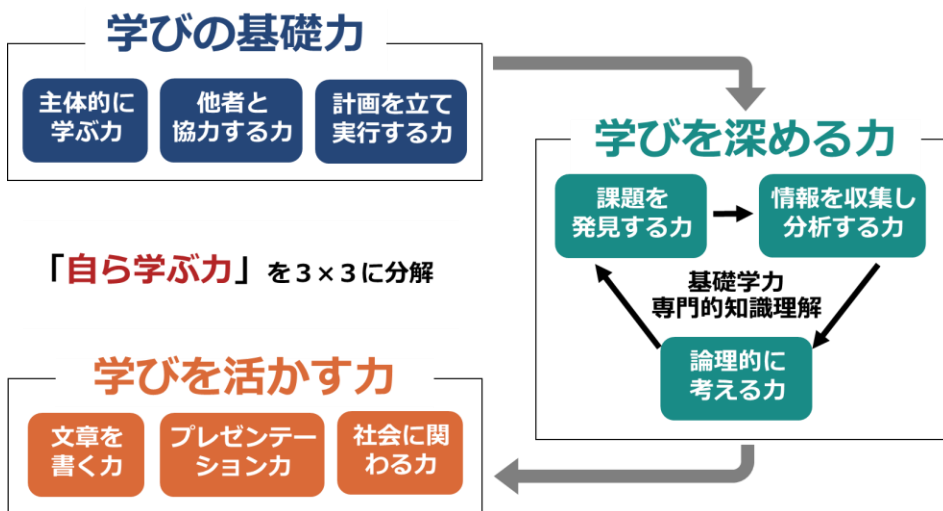 学びの基礎力
主体的に
学ぶ力
他者と
協力する力
計画を立て
実行する力
学びを深める力
課題を
発見する力
情報を収集し
分析する力
基礎学力
専門的知識理解
論理的に
考える力
「自ら学ぶ力」を３×３に分解
学びを活かす力
文章を
書く力
プレゼンテー
ション力
社会に関
わる力